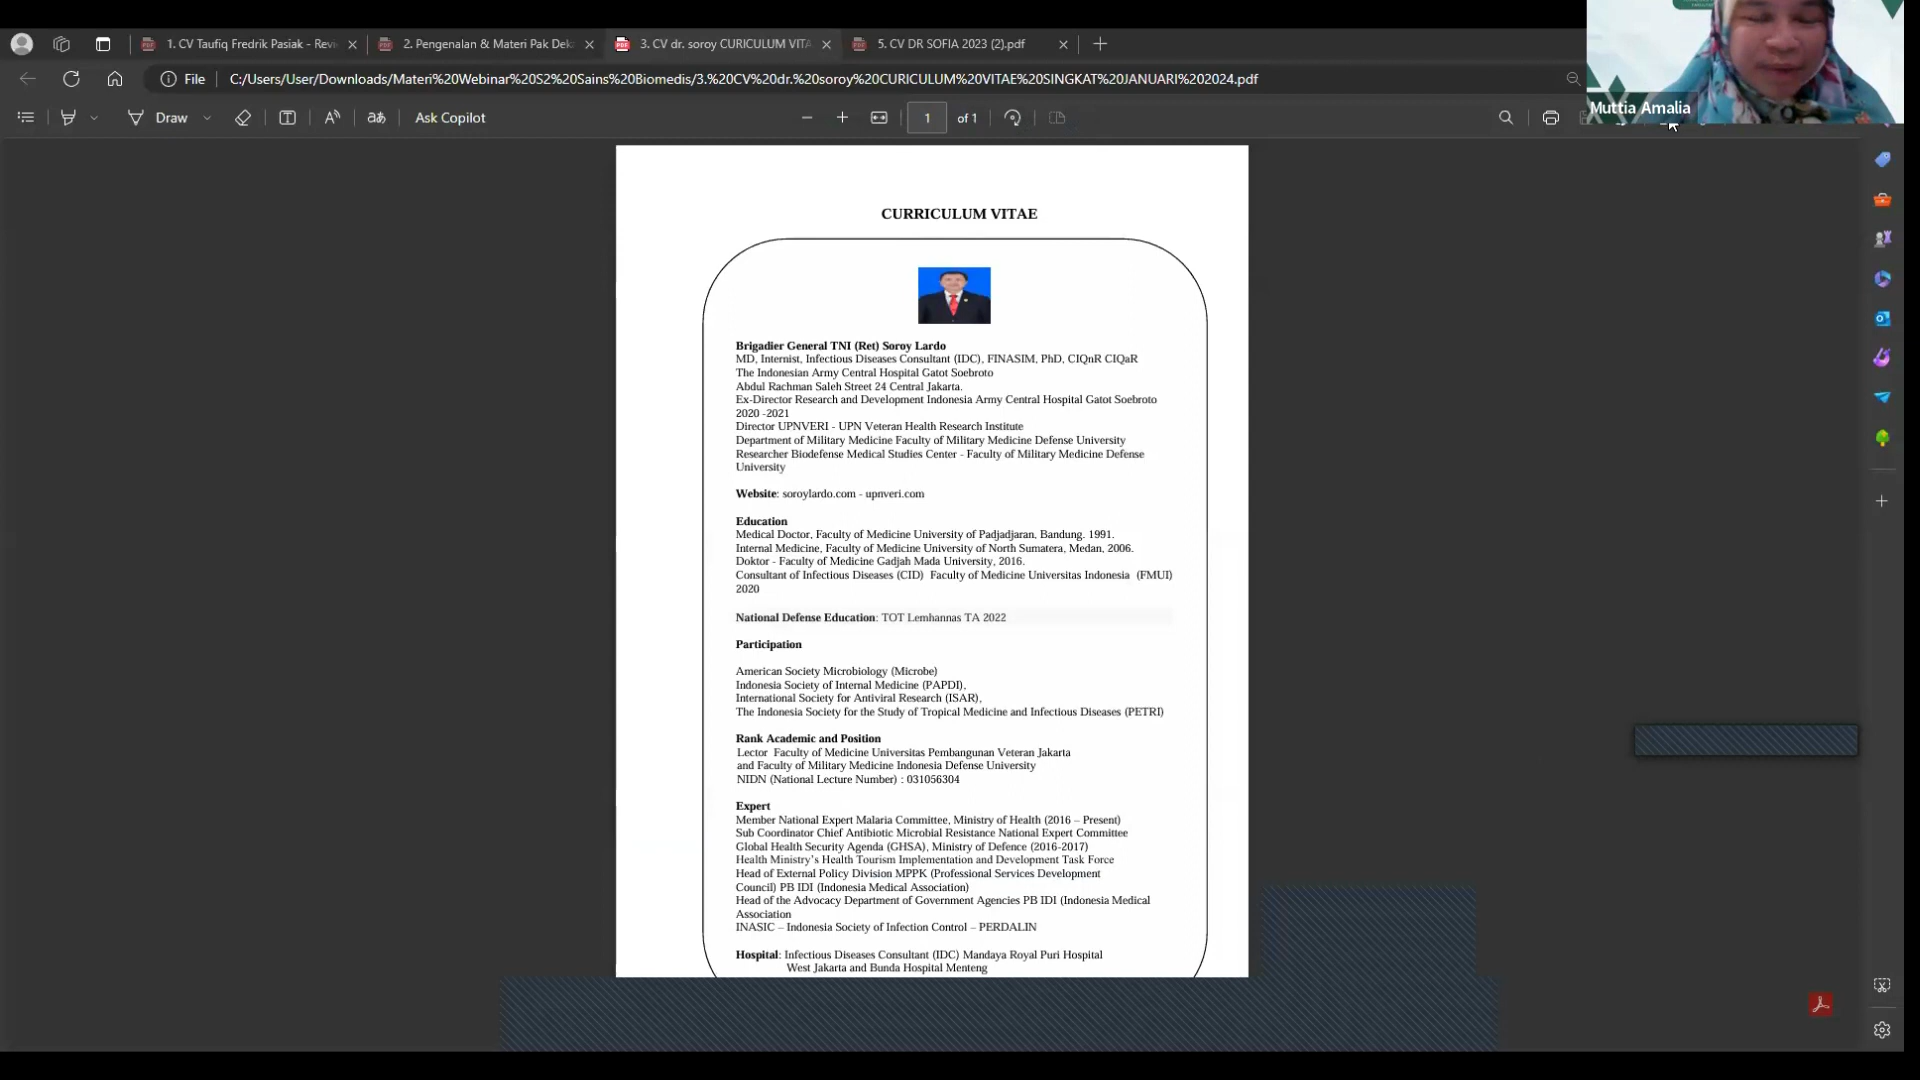 1. CV Taufiq Fredrik Pasiak - Revi
2. Pengenalan & Materi Pak Dek
3. CV dr. soroy CURICULUM VITA
5. CV DR SOFIA 2023 (2).pdf
File
C:/Users/User/Downloads/Materi%20Webinar%20S2%20Sains%20Biomedis/3.%20CV%20dr.%20soroy%20CURICULUM%20VITAE%20SINGKAT%20JANUARI%202024.pdf
Muttia Amalia
Draw
Ask Copilot
1 of 1
CURRICULUM VITAE
Brigadier General TNI (Ret) Soroy Lardo
MD, Internist, Infectious Diseases Consultant (IDC), FINASIM, PhD, CIQnR CIQaR
The Indonesian Army Central Hospital Gatot Soebroto
Abdul Rachman Saleh Street 24 Central Jakarta.
Ex-Director Research and Development Indonesia Army Central Hospital Gatot Soebroto
2020 -2021
Director UPNVERI - UPN Veteran Health Research Institute
Department of Military Medicine Faculty of Military Medicine Defense University
Researcher Biodefense Medical Studies Center - Faculty of Military Medicine Defense
University
Website: soroylardo.com - upnveri.com
Education
Medical Doctor, Faculty of Medicine University of Padjadjaran, Bandung. 1991.
Internal Medicine, Faculty of Medicine University of North Sumatera, Medan, 2006.
Doktor - Faculty of Medicine Gadjah Mada University, 2016.
Consultant of Infectious Diseases (CID) Faculty of Medicine Universitas Indonesia (FMUI)
2020
National Defense Education: TOT Lemhannas TA 2022
Participation
American Society Microbiology (Microbe)
Indonesia Society of Internal Medicine (PAPDI),
International Society for Antiviral Research (ISAR),
The Indonesia Society for the Study of Tropical Medicine and Infectious Diseases (PETRI)
Rank Academic and Position
Lector Faculty of Medicine Universitas Pembangunan Veteran Jakarta
and Faculty of Military Medicine Indonesia Defense University
NIDN (National Lecture Number) : 031056304
Expert
Member National Expert Malaria Committee, Ministry of Health (2016 – Present)
Sub Coordinator Chief Antibiotic Microbial Resistance National Expert Committee
Global Health Security Agenda (GHSA), Ministry of Defence (2016-2017)
Health Ministry's Health Tourism Implementation and Development Task Force
Head of External Policy Division MPPK (Professional Services Development
Council) PB IDI (Indonesia Medical Association)
Head of the Advocacy Department of Government Agencies PB IDI (Indonesia Medical
Association
INASIC – Indonesia Society of Infection Control – PERDALIN
Hospital: Infectious Diseases Consultant (IDC) Mandaya Royal Puri Hospital
West Jakarta and Bunda Hospital Menteng